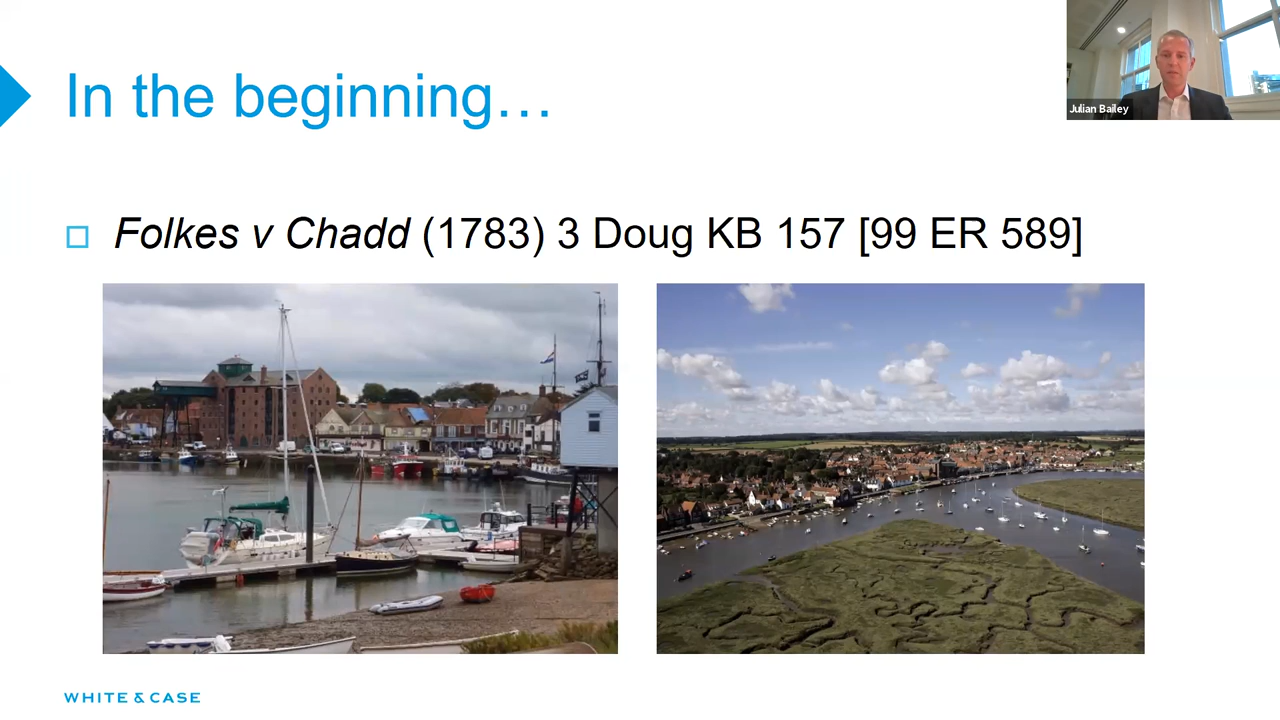 In the beginning…
Julian Bailey
Folkes v Chadd (1783) 3 Doug KB 157 [99 ER 589]
WHITE & CASE